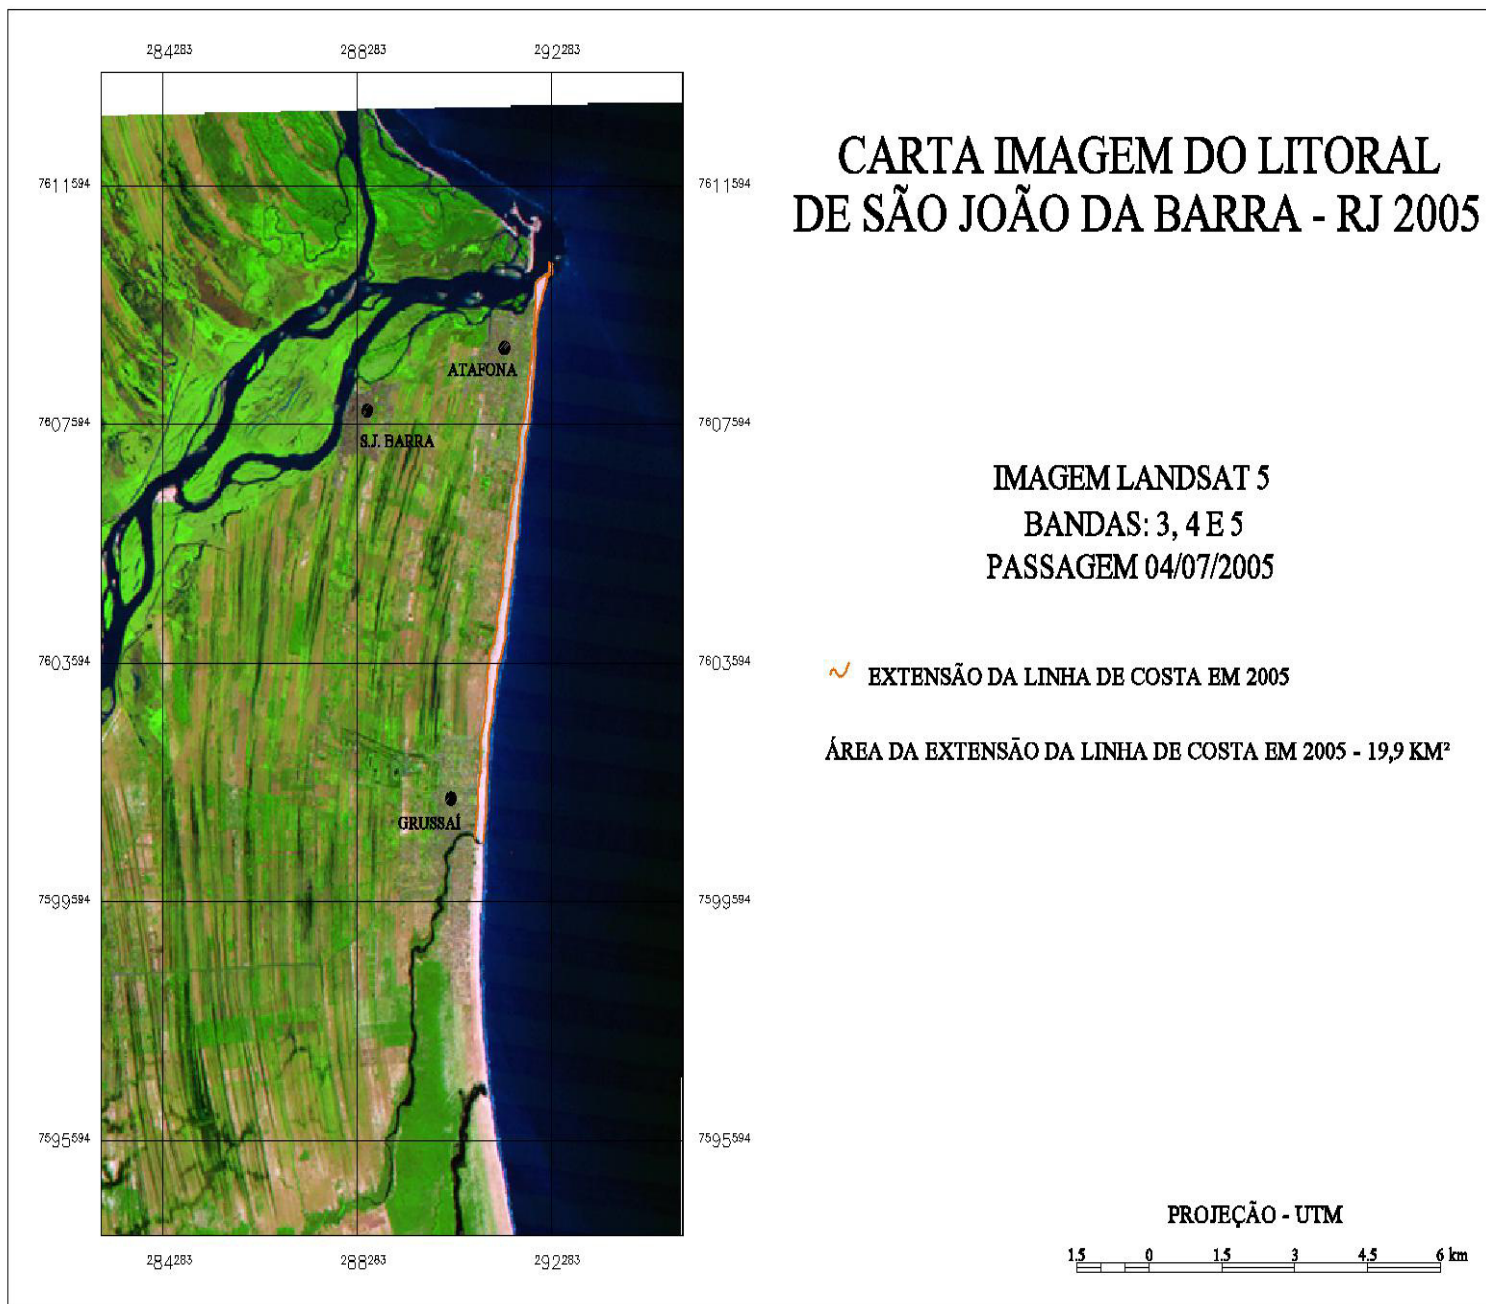 284283 288283 292283
CARTA IMAGEM DO LITORAL
DE SÃO JOÃO DA BARRA - RJ 2005
7611594 7611594
ATAFONA
7607594 7607594
S.J. BARRA
IMAGEM LANDSAT 5
BANDAS: 3, 4 E 5
PASSAGEM 04/07/2005
7603594 7603594
EXTENSÃO DA LINHA DE COSTA EM 2005
ÁREA DA EXTENSÃO DA LINHA DE COSTA EM 2005 - 19,9 KM²
GRUSSAÍ
7599594 7599594
7595594 7595594
PROJEÇÃO - UTM
1.5 0 1.5 3 4.5 6 km
284283 288283 292283